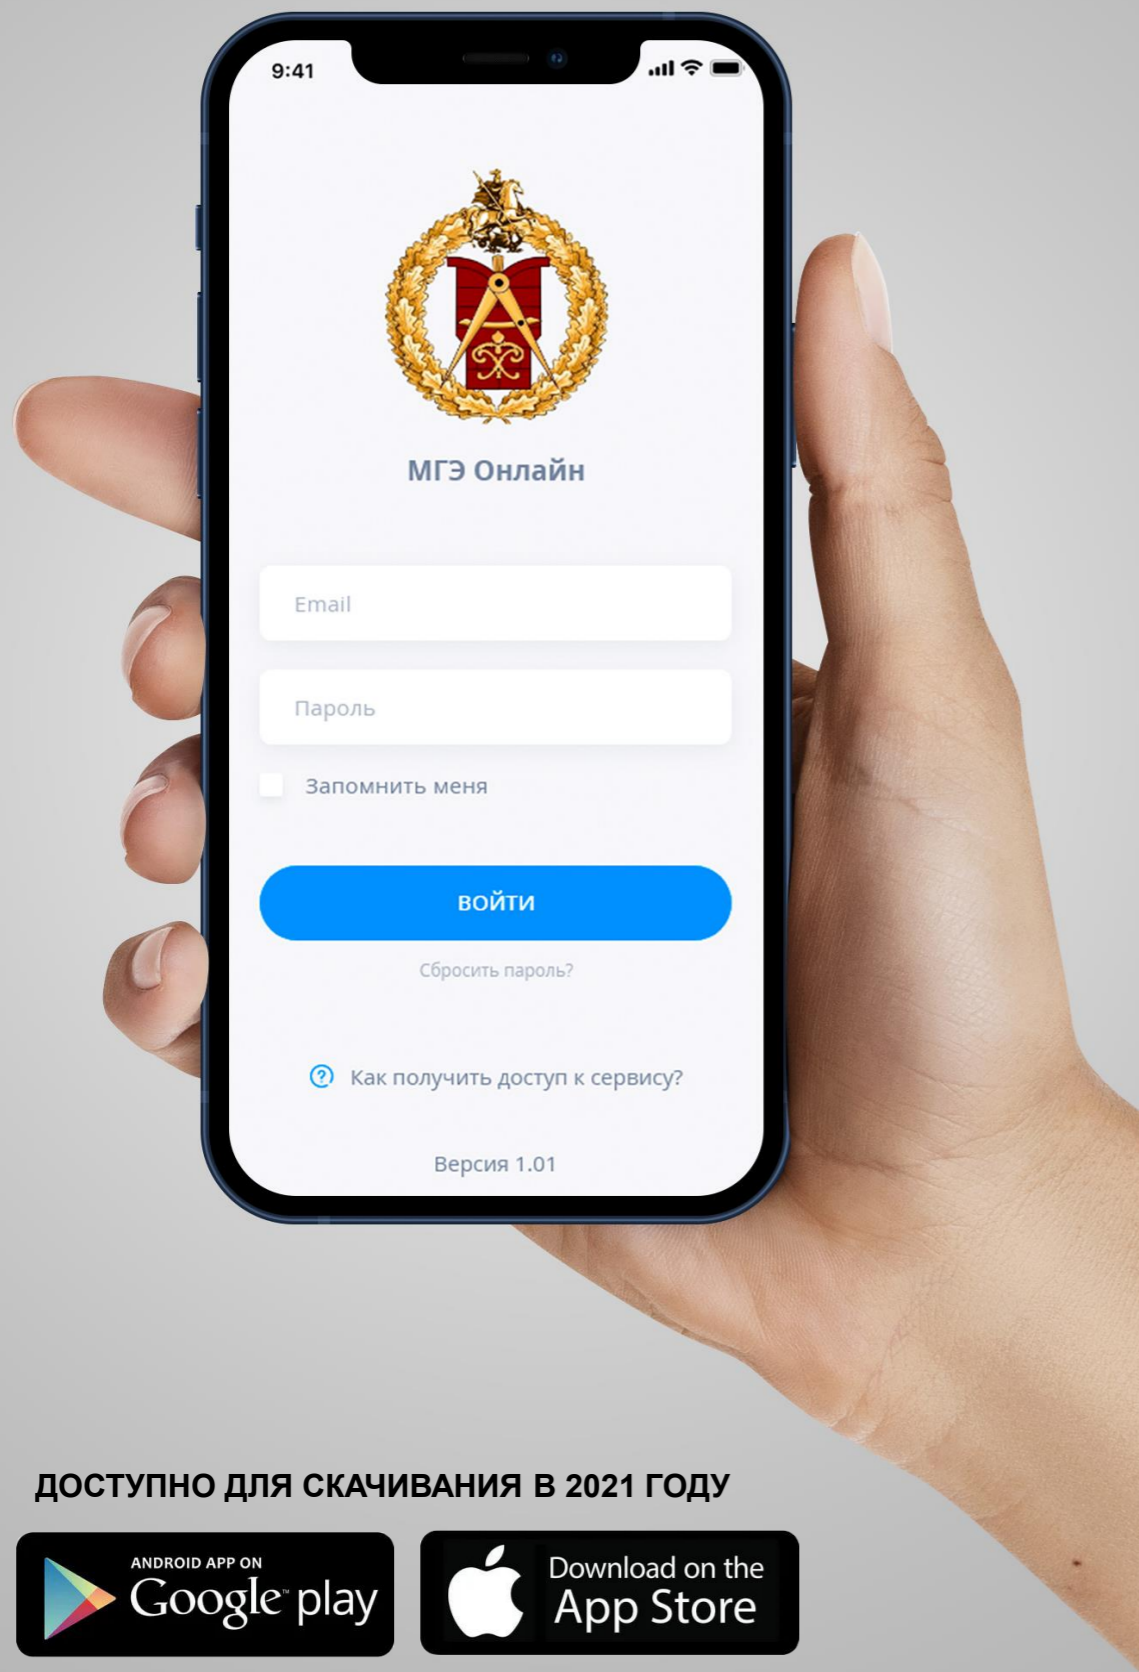 9:41
МГЭ Онлайн
Email
Пароль
Запомнить меня
ВОЙТИ
Сбросить пароль?
Как получить доступ к сервису?
Версия 1.01
ДОСТУПНО ДЛЯ СКАЧИВАНИЯ В 2021 ГОДУ
ANDROID APP ON
Google™ play
Download on the
App Store